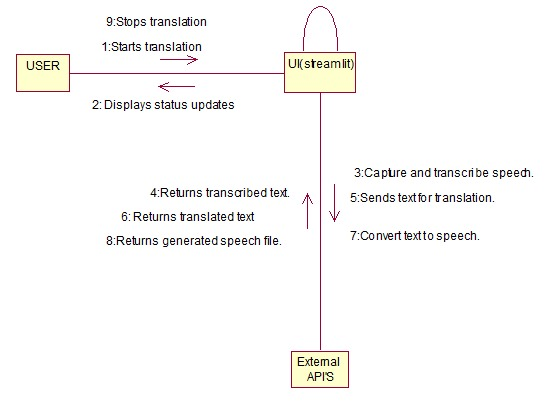 9:Stops translation
1:Starts translation
USER
UI(streamlit)
2: Displays status updates
3:Capture and transcribe speech.
4:Returns transcribed text.
5:Sends text for translation.
6: Returns translated text
7:Convert text to speech.
8:Returns generated speech file.
External
API'S